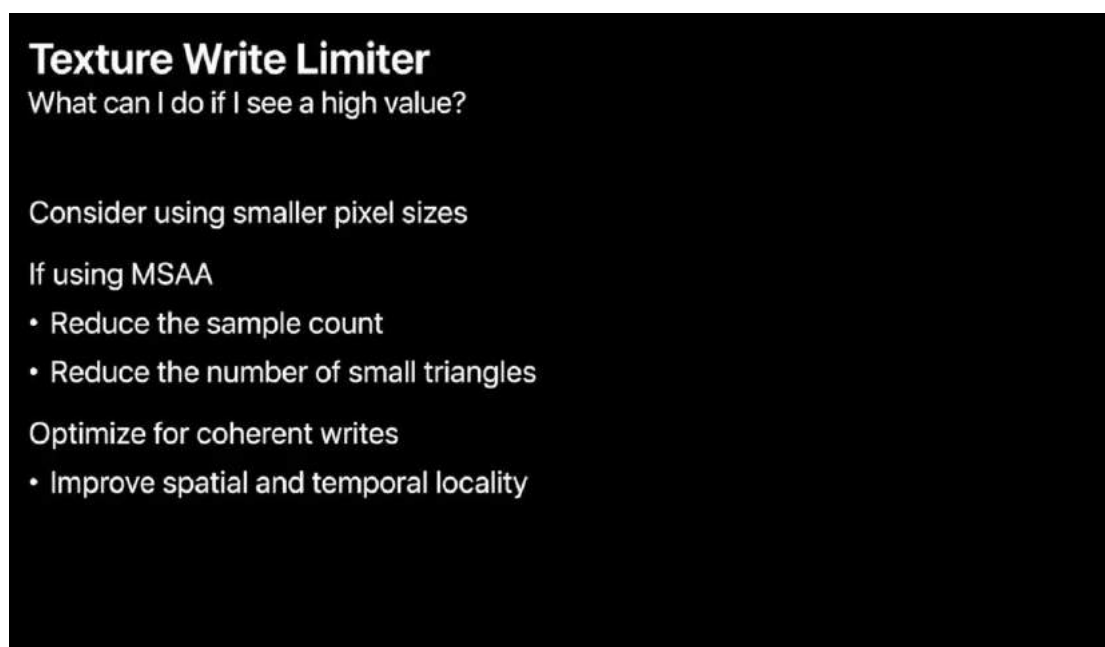 Texture Write Limiter
What can I do if I see a high value?
Consider using smaller pixel sizes
If using MSAA
• Reduce the sample count
• Reduce the number of small triangles
Optimize for coherent writes
• Improve spatial and temporal locality